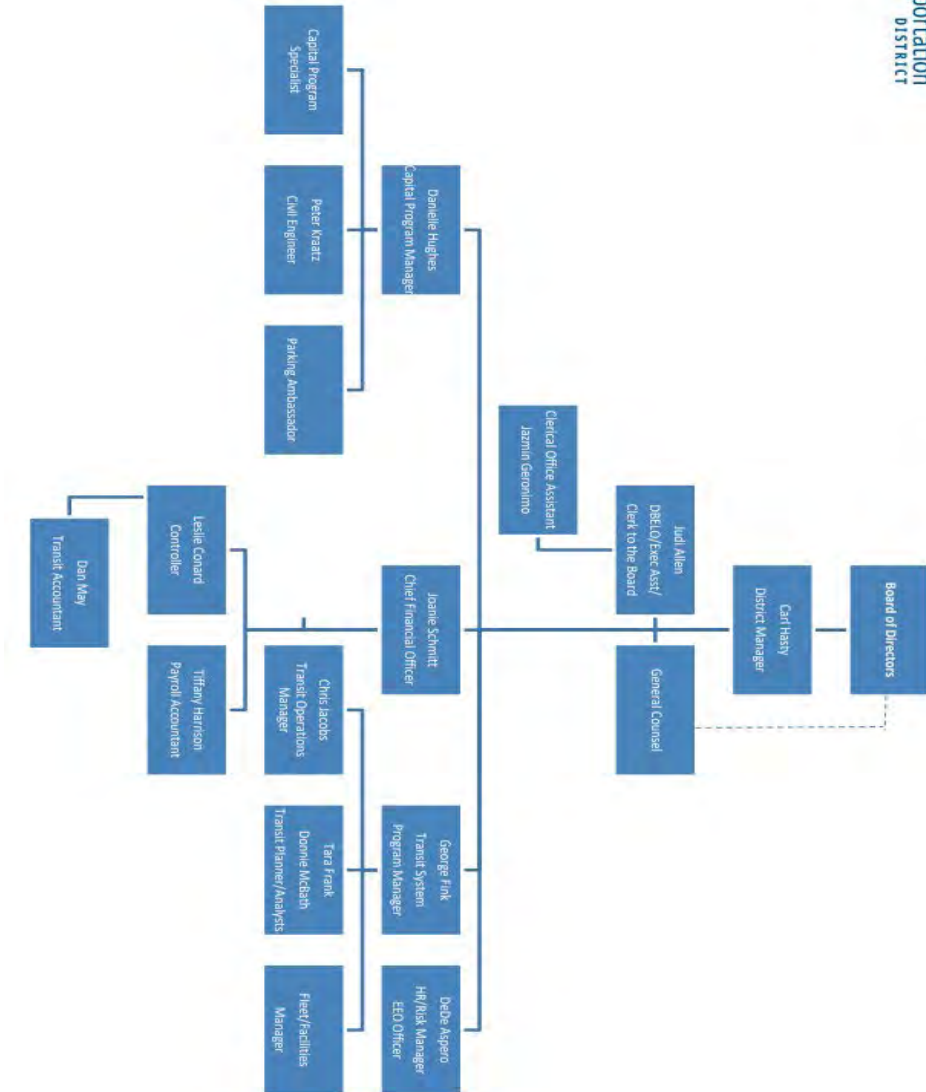 DISTRICT
Board of Directors
Carl Hasty
District Manager
Judi Allen
DBELO/Exec Asst/
Clerk to the Board
General Counsel
Clerical Office Assistant
Jazmin Geronimo
Danielle Hughes
Capital Program Manager
Joanie Schmitt
Chief Financial Officer
George Fink
Transit System
Program Manager
DeDe Aspero
HR/Risk Manager
EEO Officer
Capital Program
Specialist
Peter Kraatz
Civil Engineer
Parking Ambassador
Chris Jacobs
Transit Operations
Manager
Tara Frank
Donnie McBath
Transit Planner/Analysts
Fleet/Facilities
Manager
Leslie Conard
Controller
Tiffany Harrison
Payroll Accountant
Dan May
Transit Accountant